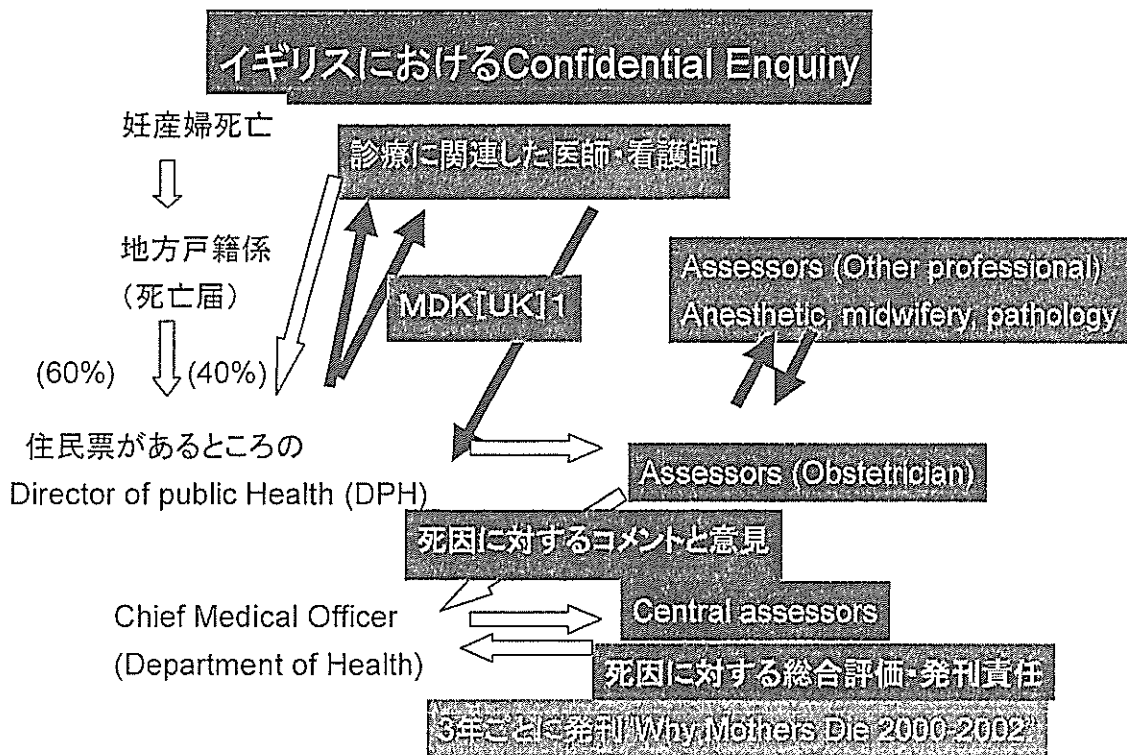 イギリスにおけるConfidential Enquiry
妊産婦死亡
診療に関連した医師・看護師
地方戸籍係
(死亡届)
MDK[UK]1
Assessors (Other professional)
Anesthetic, midwifery, pathology
(60%)
(40%)
住民票があるところの
Director of public Health (DPH)
Assessors (Obstetrician)
死因に対するコメントと意見
Chief Medical Officer
(Department of Health)
Central assessors
死因に対する総合評価・発刊責任
3年ごとに発刊"Why Mothers Die 2000-2002"